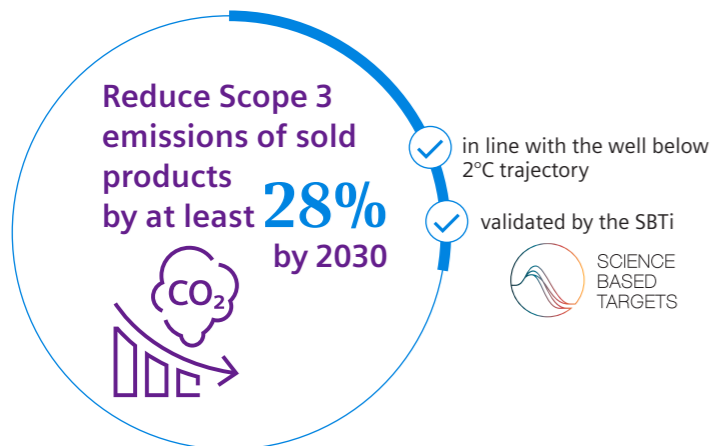 Reduce Scope 3
emissions of sold
products
by at least 28%
by 2030
CO₂
in line with the well below
2°C trajectory
validated by the SBTi
SCIENCE
BASED
TARGETS